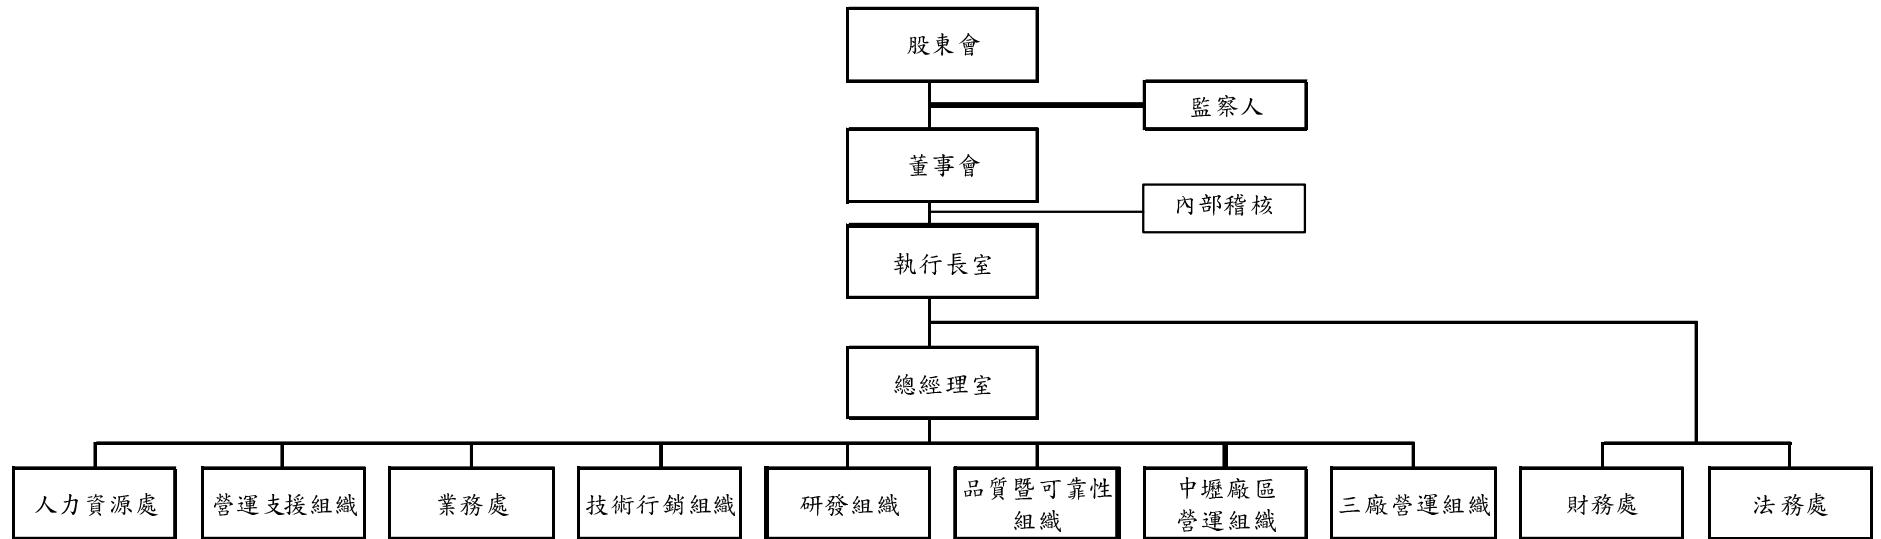 股東會
監察人
董事會
內部稽核
執行長室
總經理室
人力資源處
營運支援組織
業務處
技術行銷組織
研發組織
品質暨可靠性
組織
中壢廠區
營運組織
三廠營運組織
財務處
法務處